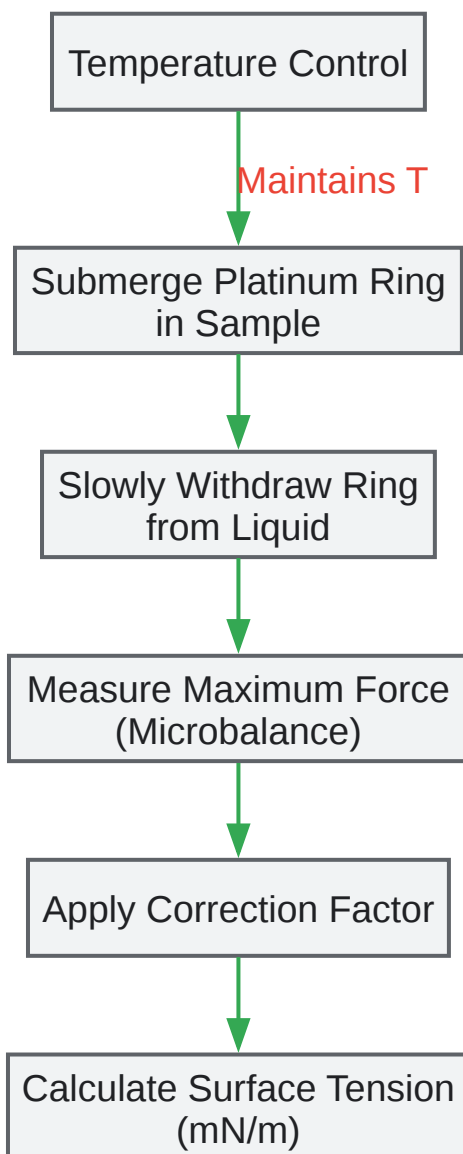 Temperature Control
Maintains T
Submerge Platinum Ring
in Sample
Slowly Withdraw Ring
from Liquid
Measure Maximum Force
(Microbalance)
Apply Correction Factor
Calculate Surface Tension
(mN/m)